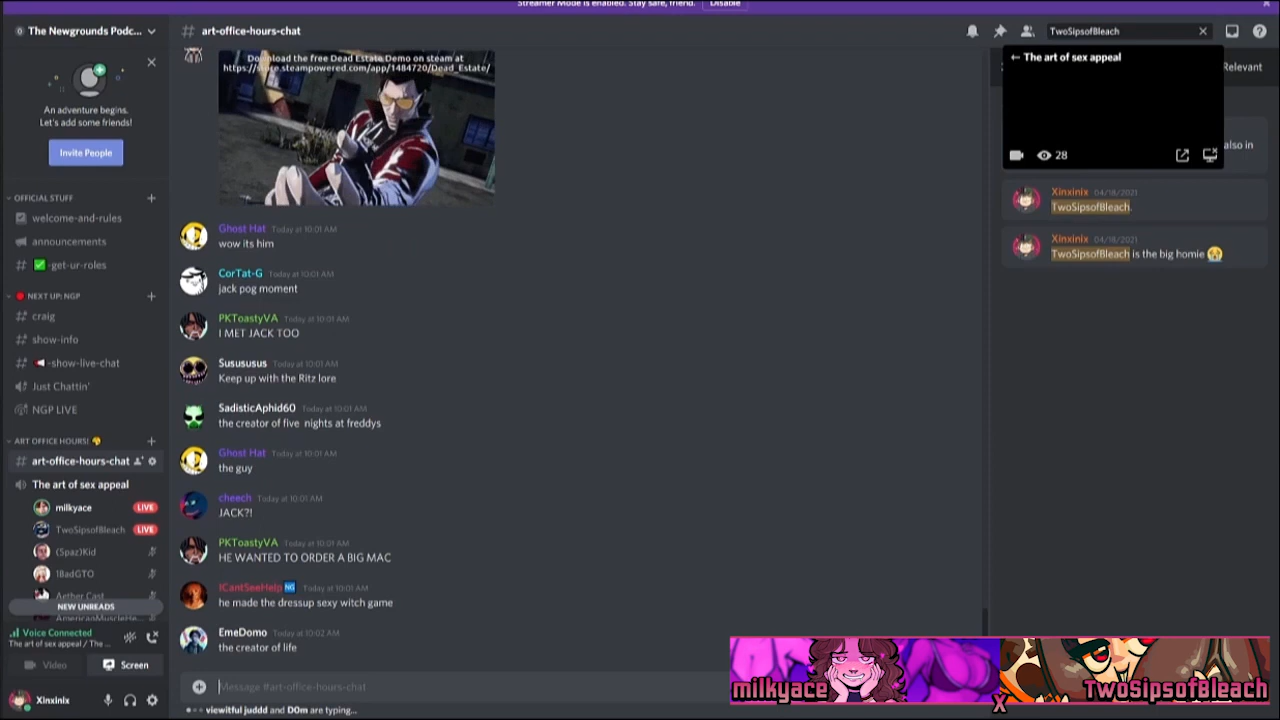 Streamer Mode is enabled. Stay safe, friend.
Disable
The Newgrounds Podc...
art-office-hours-chat
TwoSipsofBleach
An adventure begins.
Let's add some friends!
Invite People
OFFICIAL STUFF
welcome-and-rules
announcements
-get-ur-roles
NEXT UP: NGP
craig
show-info
-show-live-chat
Just Chattin'
NGP LIVE
ART OFFICE HOURS!
art-office-hours-chat
The art of sex appeal
milkyace LIVE
TwoSipsofBleach LIVE
(Spaz)Kid
1BadGTO
Aether Cast
AmericanMuscleHe...
NEW UNREADS
Voice Connected
The art of sex appeal / The ...
Video
Screen
Xinxinix
Download the free Dead Estate Demo on steam at
https://store.steampowered.com/app/1484720/Dead_Estate/
Ghost Hat Today at 10:01 AM
wow its him
CorTat-G Today at 10:01 AM
jack pog moment
PKToastyVA Today at 10:01 AM
I MET JACK TOO
Susususus Today at 10:01 AM
Keep up with the Ritz lore
SadisticAphid60 Today at 10:01 AM
the creator of five nights at freddys
Ghost Hat Today at 10:01 AM
the guy
cheech Today at 10:01 AM
JACK?!
PKToastyVA Today at 10:01 AM
HE WANTED TO ORDER A BIG MAC
ICantSeeHelp NG Today at 10:01 AM
he made the dressup sexy witch game
EmeDomo Today at 10:02 AM
the creator of life
Message #art-office-hours-chat
viewitful juddd and D0m are typing...
← The art of sex appeal
28
Relevant
also in
Xinxinix 04/18/2021
TwoSipsofBleach.
Xinxinix 04/18/2021
TwoSipsofBleach is the big homie
milkyace
X
TwoSipsofBleach